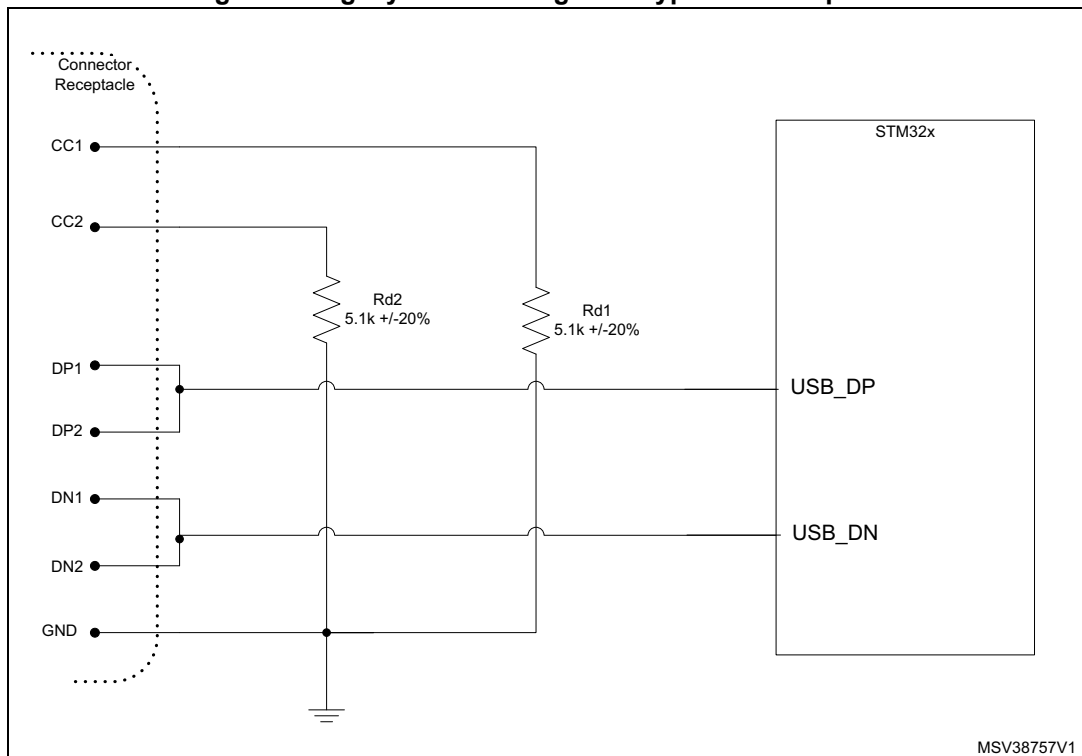 Connector
Receptacle
STM32x
CC1
CC2
Rd2
5.1k +/-20%
Rd1
5.1k +/-20%
DP1
USB_DP
DP2
DN1
USB_DN
DN2
GND
MSV38757V1